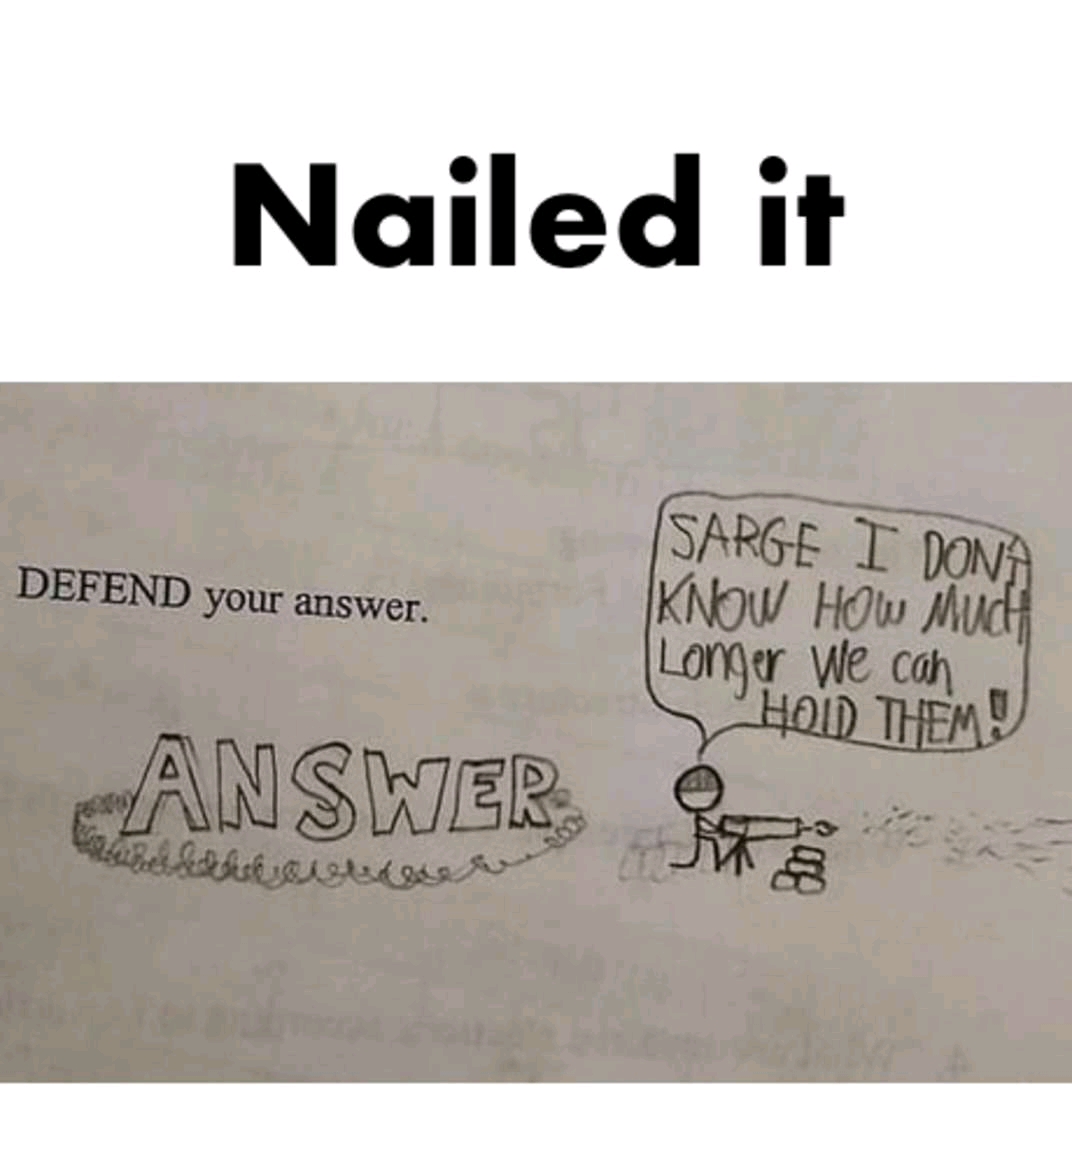 Nailed it
DEFEND your answer.
SARGE I DON'T
KNOW HOW MUCH
Longer We can
HOLD THEM!!
ANSWER